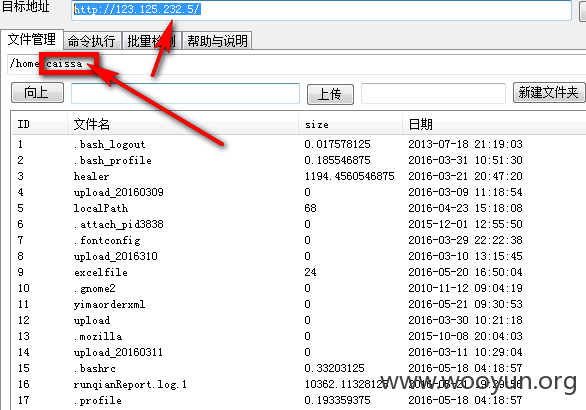 目标地址 http://123.125.232.5/
文件管理 命令执行 批量检测 帮助与说明
/home/caissa
向上 上传 新建文件夹
ID 文件名 size 日期
1 .bash_logout 0.017578125 2013-07-18 21:19:03
2 .bash_profile 0.185546875 2016-03-31 10:51:30
3 healer 1194.4560546875 2016-03-21 20:47:20
4 upload_20160309 0 2016-03-09 11:18:54
5 localPath 68 2016-04-23 15:18:08
6 .attach_pid3838 0 2015-12-01 12:55:50
7 .fontconfig 0 2016-03-29 22:22:38
8 upload_2016310 0 2016-03-10 13:15:45
9 excelfile 24 2016-05-20 16:50:04
10 .gnome2 0 2010-11-12 09:04:19
11 yimaorderxml 0 2016-05-21 09:30:53
12 upload 0 2016-03-30 10:21:18
13 .mozilla 0 2015-10-08 20:04:03
14 upload_20160311 0 2016-03-11 10:29:04
15 .bashrc 0.33203125 2016-05-18 04:18:57
16 runqianReport.log.1 10362.11328125
17 .profile 0.193359375 2016-05-18 04:18:57
www.wooyun.org